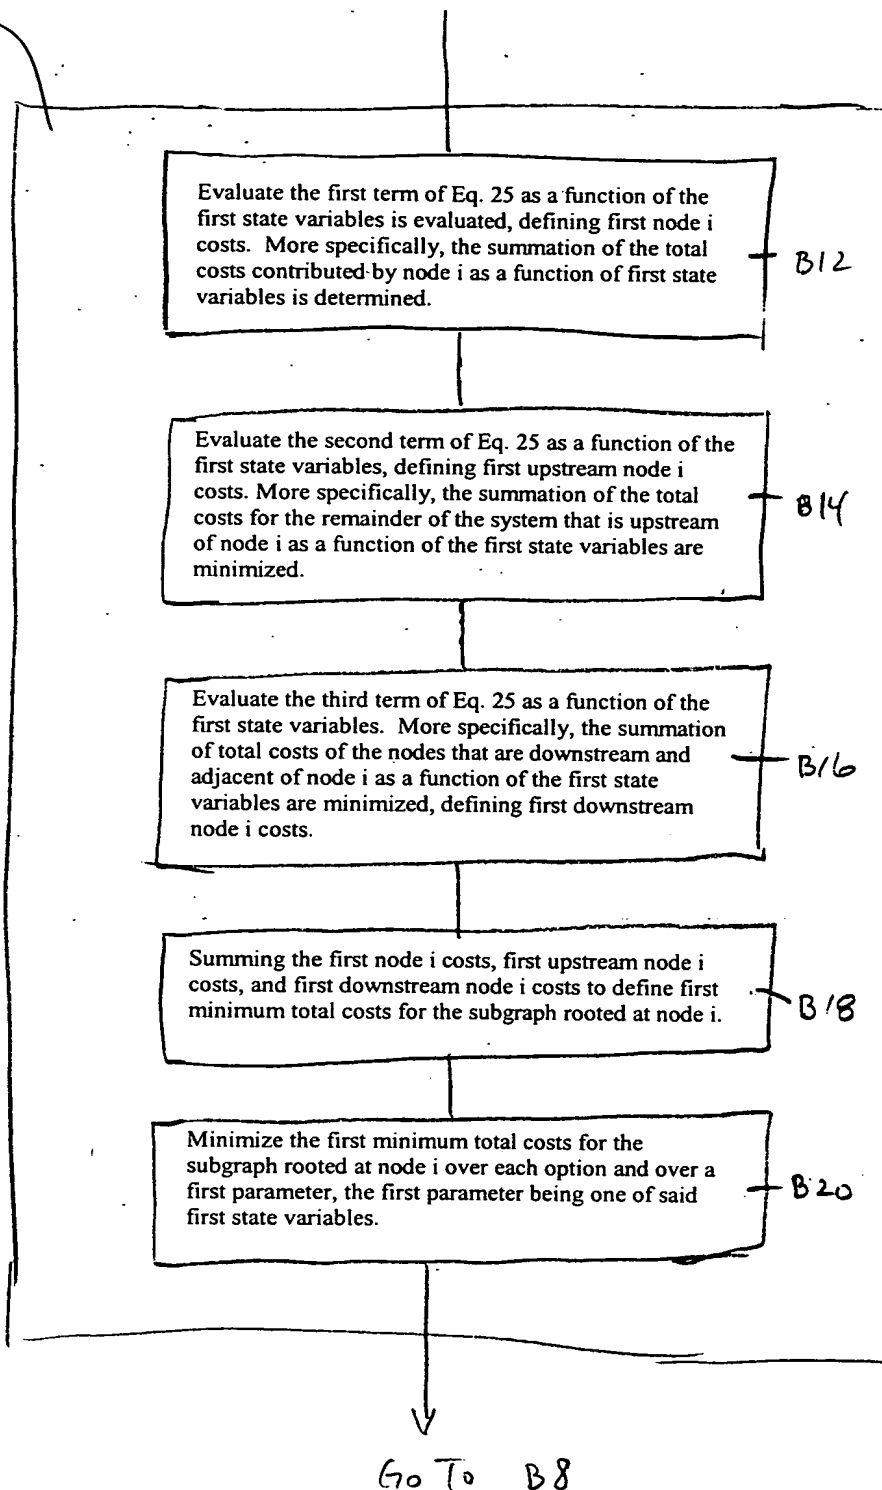 Evaluate the first term of Eq. 25 as a function of the
first state variables is evaluated, defining first node i
costs. More specifically, the summation of the total
costs contributed by node i as a function of first state
variables is determined.
B12
Evaluate the second term of Eq. 25 as a function of the
first state variables, defining first upstream node i
costs. More specifically, the summation of the total
costs for the remainder of the system that is upstream
of node i as a function of the first state variables are
minimized.
B14
Evaluate the third term of Eq. 25 as a function of the
first state variables. More specifically, the summation
of total costs of the nodes that are downstream and
adjacent of node i as a function of the first state
variables are minimized, defining first downstream
node i costs.
B16
Summing the first node i costs, first upstream node i
costs, and first downstream node i costs to define first
minimum total costs for the subgraph rooted at node i.
B18
Minimize the first minimum total costs for the
subgraph rooted at node i over each option and over a
first parameter, the first parameter being one of said
first state variables.
B20
Go To B8